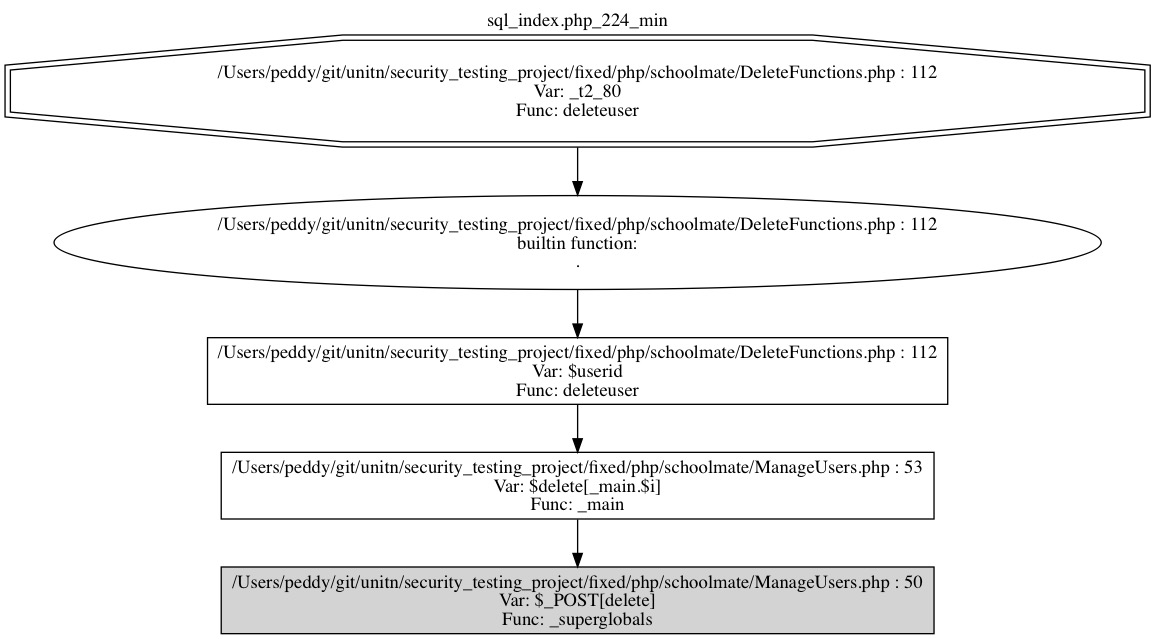 sql_index.php_224_min
/Users/peddy/git/unitn/security_testing_project/fixed/php/schoolmate/DeleteFunctions.php : 112
Var: _t2_80
Func: deleteuser
/Users/peddy/git/unitn/security_testing_project/fixed/php/schoolmate/DeleteFunctions.php : 112
builtin function:
.
/Users/peddy/git/unitn/security_testing_project/fixed/php/schoolmate/DeleteFunctions.php : 112
Var: $userid
Func: deleteuser
/Users/peddy/git/unitn/security_testing_project/fixed/php/schoolmate/ManageUsers.php : 53
Var: $delete[_main.$i]
Func: _main
/Users/peddy/git/unitn/security_testing_project/fixed/php/schoolmate/ManageUsers.php : 50
Var: $_POST[delete]
Func: _superglobals